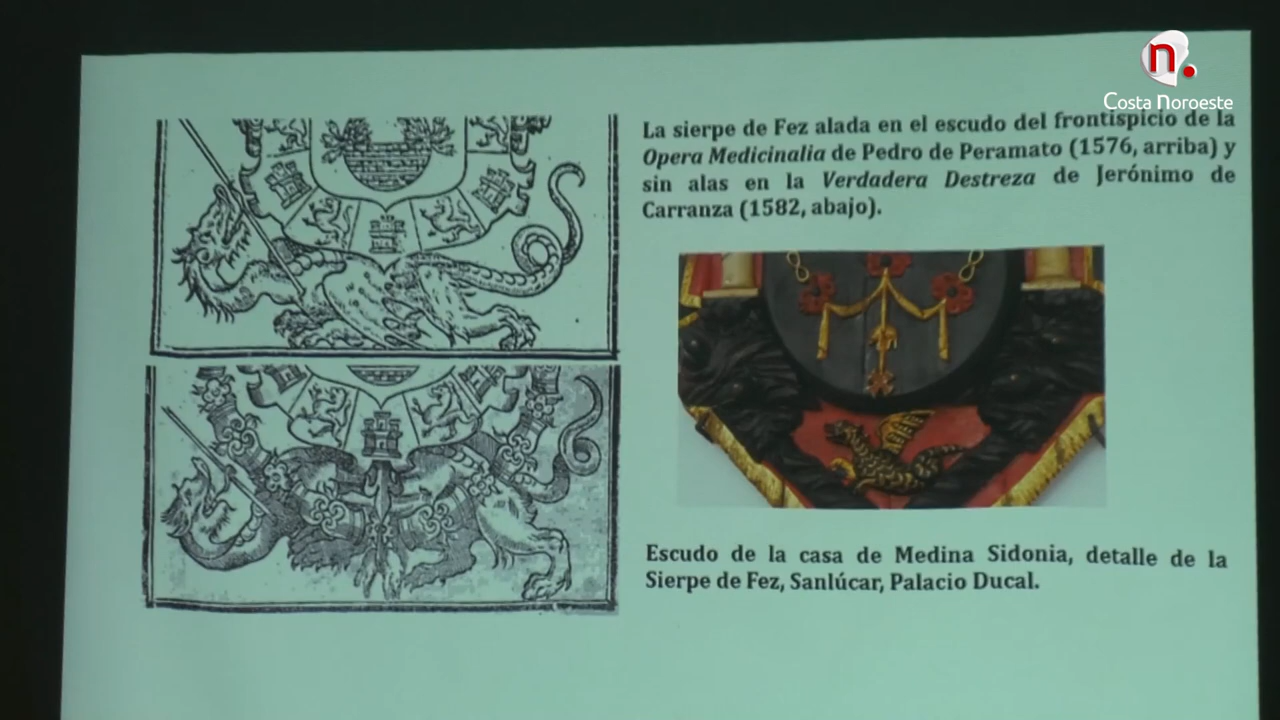 n.
Costa noroeste
La sierpe de Fez alada en el escudo del frontispicio de la
Opera Medicinalia de Pedro de Peramato (1576, arriba) y
sin alas en la Verdadera Destreza de Jerónimo de
Carranza (1582, abajo).
Escudo de la casa de Medina Sidonia, detalle de la
Sierpe de Fez, Sanlúcar, Palacio Ducal.